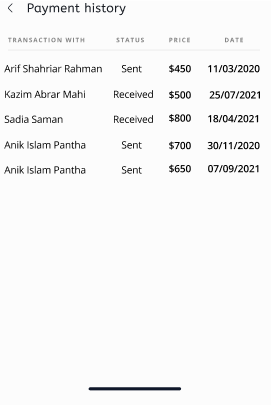 Payment history
TRANSACTION WITH STATUS PRICE DATE
Arif Shahriar Rahman Sent $450 11/03/2020
Kazim Abrar Mahi Received $500 25/07/2021
Sadia Saman Received $800 18/04/2021
Anik Islam Pantha Sent $700 30/11/2020
Anik Islam Pantha Sent $650 07/09/2021